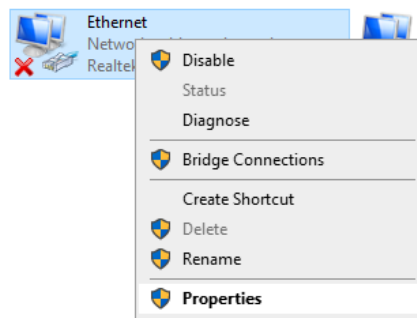 Ethernet
Disable
Status
Diagnose
Bridge Connections
Create Shortcut
Delete
Rename
Properties